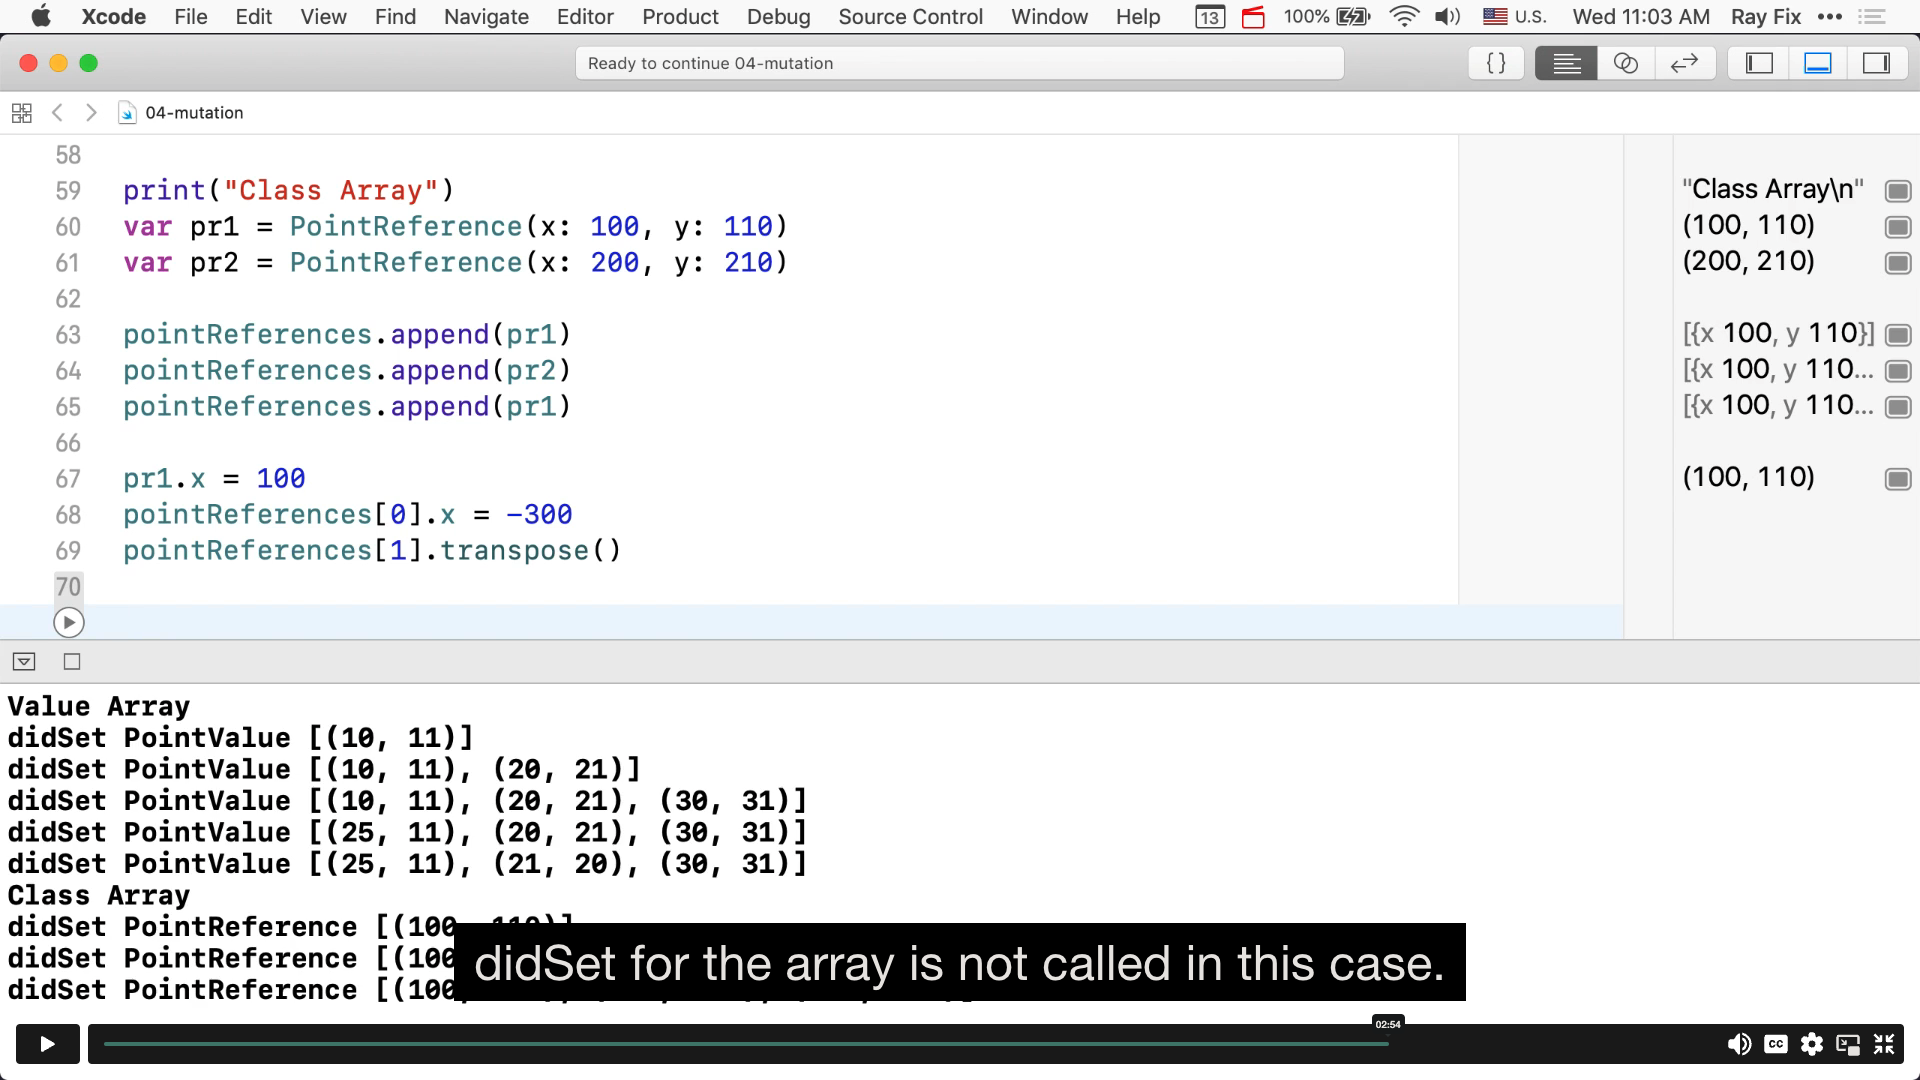 Xcode File Edit View Find Navigate Editor Product Debug Source Control Window Help 13 100% U.S. Wed 11:03 AM Ray Fix •••
Ready to continue 04-mutation {}
04-mutation
58
59 print("Class Array") "Class Array\n"
60 var pr1 = PointReference(x: 100, y: 110) (100, 110)
61 var pr2 = PointReference(x: 200, y: 210) (200, 210)
62
63 pointReferences.append(pr1) [{x 100, y 110}]
64 pointReferences.append(pr2) [{x 100, y 110...
65 pointReferences.append(pr1) [{x 100, y 110...
66
67 pr1.x = 100 (100, 110)
68 pointReferences[0].x = -300
69 pointReferences[1].transpose()
70
Value Array
didSet PointValue [(10, 11)]
didSet PointValue [(10, 11), (20, 21)]
didSet PointValue [(10, 11), (20, 21), (30, 31)]
didSet PointValue [(25, 11), (20, 21), (30, 31)]
didSet PointValue [(25, 11), (21, 20), (30, 31)]
Class Array
didSet PointReference [(100, 110)]
didSet PointReference [(100
didSet PointReference [(100,
didSet for the array is not called in this case.
02:54
CC